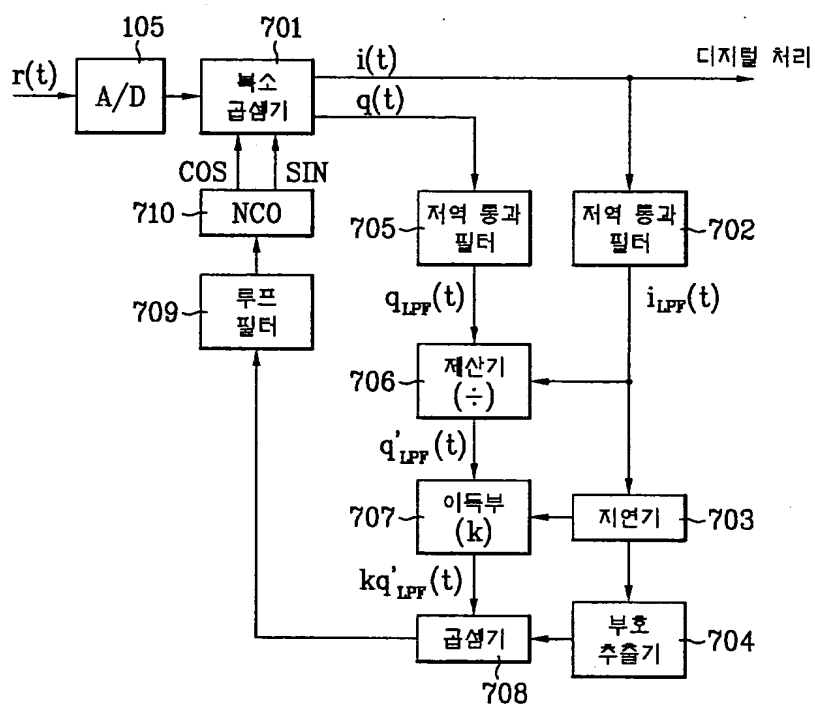 105
701
r(t)
A/D
복소
곱셈기
i(t)
q(t)
디지털 처리
COS
SIN
710
NCO
705
저역 통과
필터
저역 통과
필터
702
709
루프
필터
q_LPF(t)
i_LPF(t)
706
제산기
(÷)
q'_LPF(t)
707
이득부
(k)
지연기
703
kq'_LPF(t)
곱셈기
708
부호
추출기
704